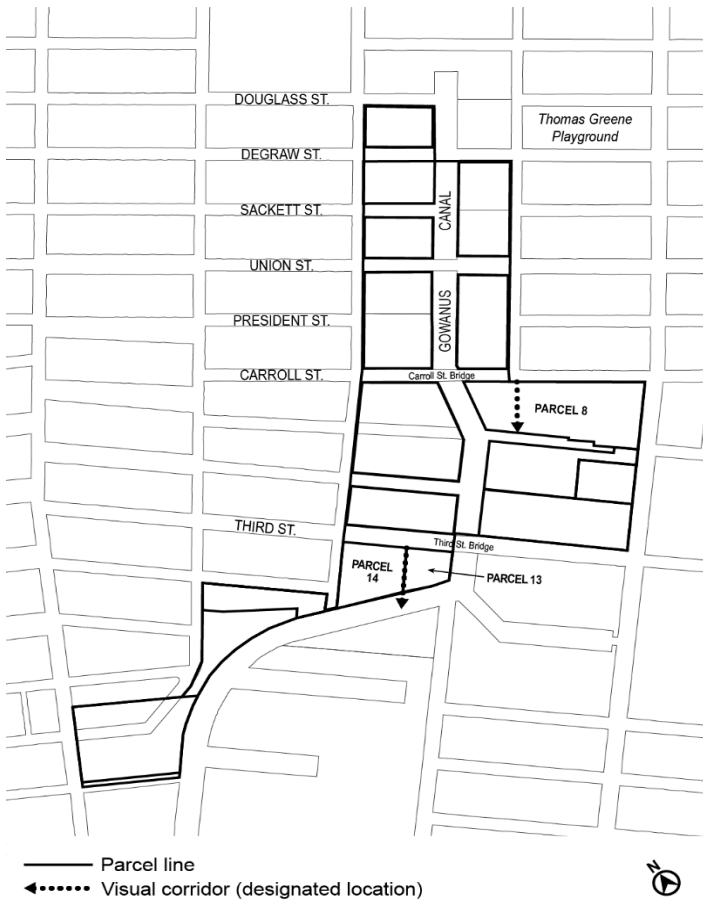 DOUGLASS ST.
Thomas Greene
Playground
DEGRAW ST.
SACKETT ST.
CANAL
UNION ST.
GOWANUS
PRESIDENT ST.
CARROLL ST.
Carroll St. Bridge
PARCEL 8
THIRD ST.
Third St. Bridge
PARCEL
14
PARCEL 13
Parcel line
Visual corridor (designated location)
N